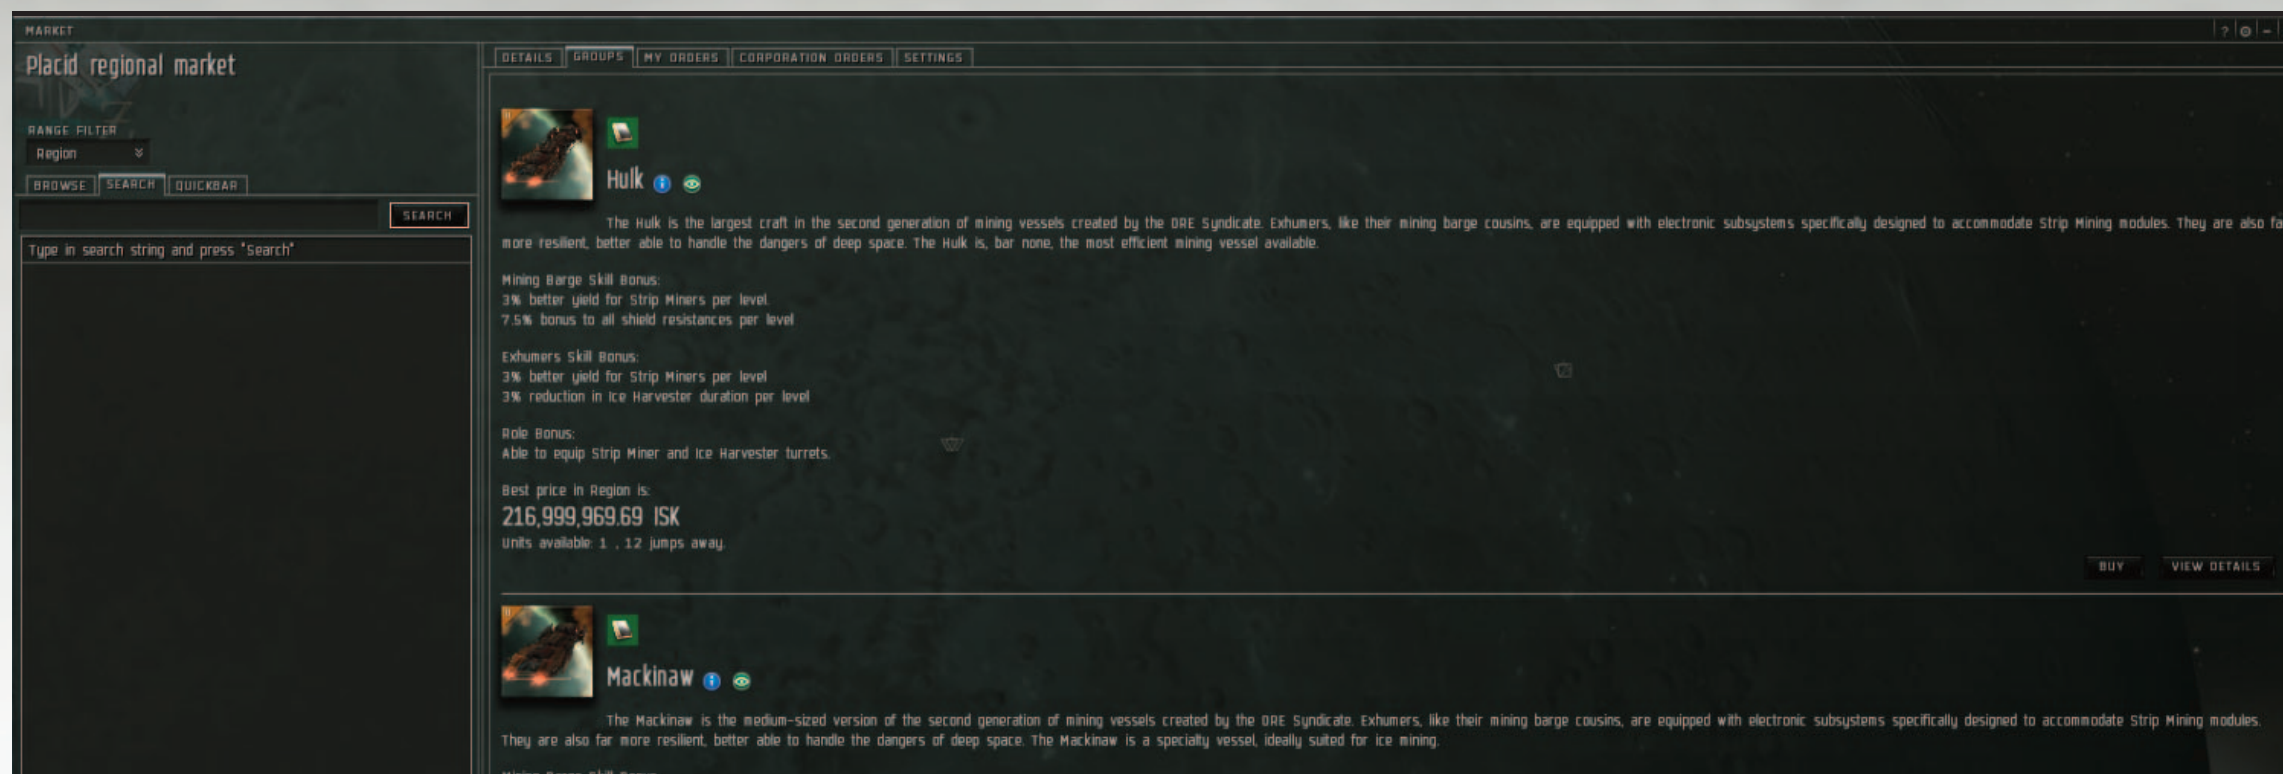 MARKET
Placid regional market
RANGE FILTER
Region
BROWSE SEARCH QUICKBAR
SEARCH
Type in search string and press "Search"
DETAILS GROUPS MY ORDERS CORPORATION ORDERS SETTINGS
Hulk
The Hulk is the largest craft in the second generation of mining vessels created by the ORE Syndicate. Exhumers, like their mining barge cousins, are equipped with electronic subsystems specifically designed to accommodate Strip Mining modules. They are also fa
more resilient, better able to handle the dangers of deep space. The Hulk is, bar none, the most efficient mining vessel available.
Mining Barge Skill Bonus:
3% better yield for Strip Miners per level.
7.5% bonus to all shield resistances per level
Exhumers Skill Bonus:
3% better yield for Strip Miners per level
3% reduction in Ice Harvester duration per level
Role Bonus:
Able to equip Strip Miner and Ice Harvester turrets.
Best price in Region is:
216,999,969.69 ISK
Units available: 1 , 12 jumps away.
BUY VIEW DETAILS
Mackinaw
The Mackinaw is the medium-sized version of the second generation of mining vessels created by the ORE Syndicate. Exhumers, like their mining barge cousins, are equipped with electronic subsystems specifically designed to accommodate Strip Mining modules.
They are also far more resilient, better able to handle the dangers of deep space. The Mackinaw is a specialty vessel, ideally suited for ice mining.